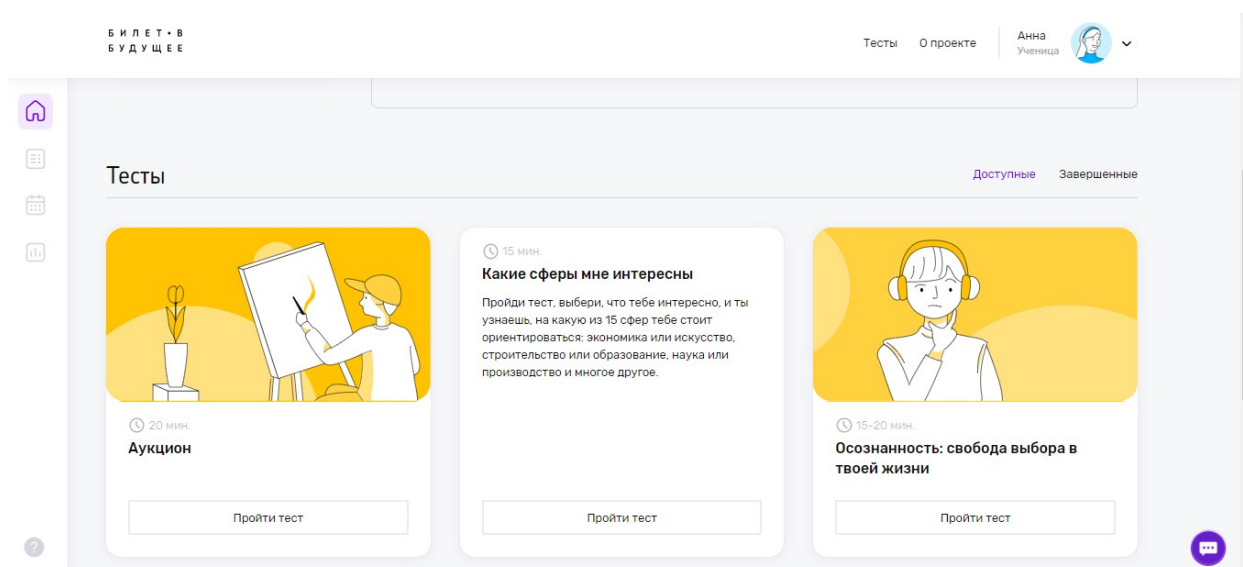 БИЛЕТ•В
БУДУЩЕЕ
Тесты О проекте
Анна
Ученица
Тесты
Доступные Завершенные
20 мин.
Аукцион
Пройти тест
15 мин.
Какие сферы мне интересны
Пройди тест, выбери, что тебе интересно, и ты
узнаешь, на какую из 15 сфер тебе стоит
ориентироваться: экономика или искусство,
строительство или образование, наука или
производство и многое другое.
Пройти тест
15-20 мин.
Осознанность: свобода выбора в
твоей жизни
Пройти тест
?